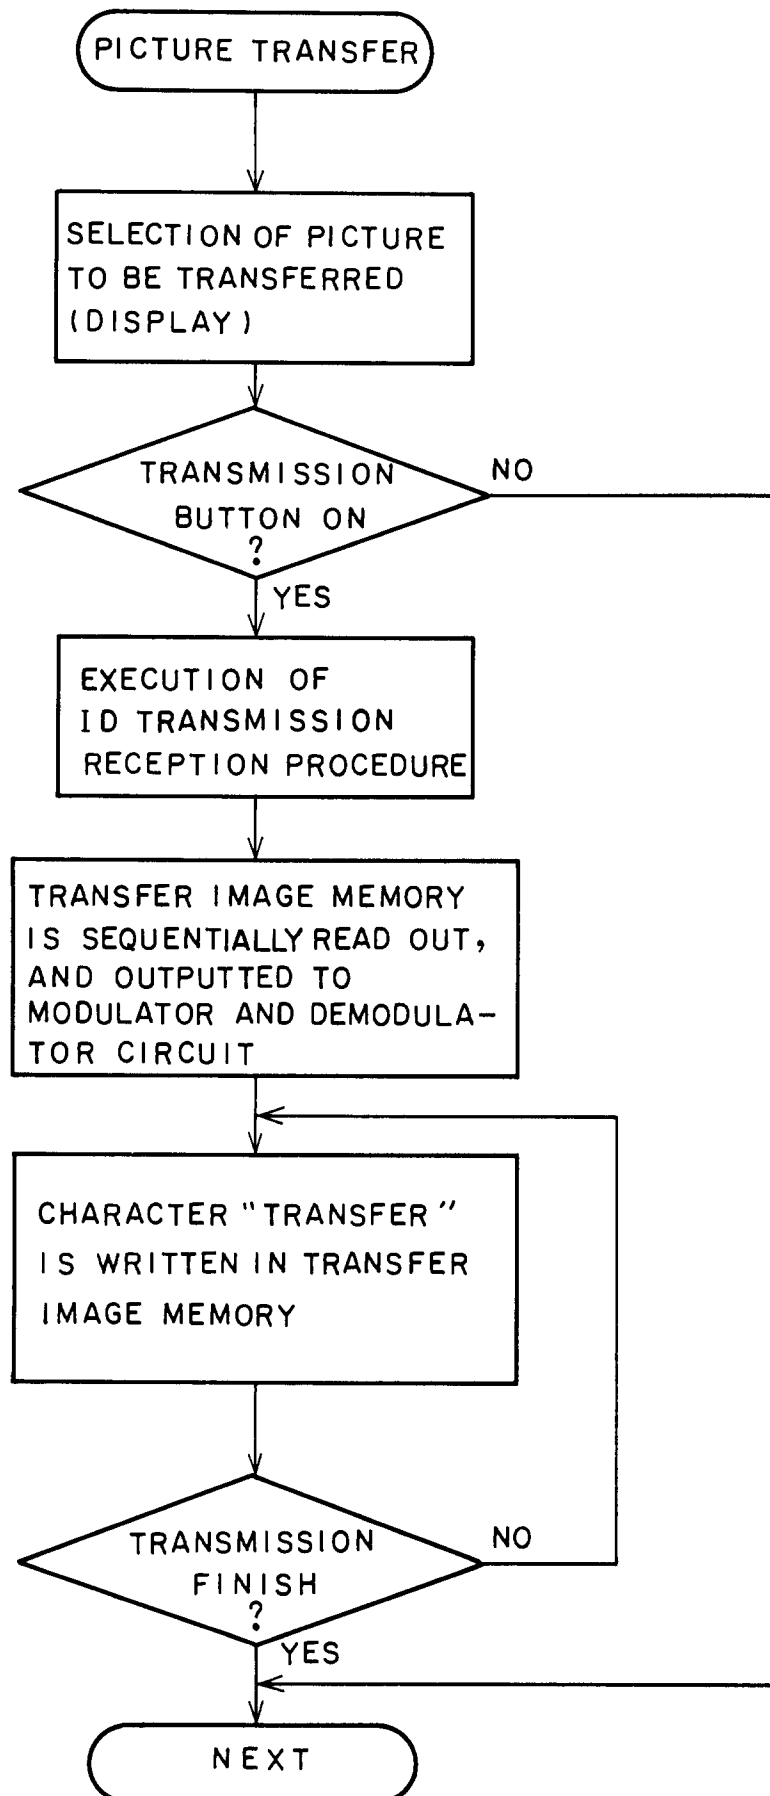 PICTURE TRANSFER
SELECTION OF PICTURE
TO BE TRANSFERRED
(DISPLAY)
TRANSMISSION
BUTTON ON
?
NO
YES
EXECUTION OF
ID TRANSMISSION
RECEPTION PROCEDURE
TRANSFER IMAGE MEMORY
IS SEQUENTIALLY READ OUT,
AND OUTPUTTED TO
MODULATOR AND DEMODULA-
TOR CIRCUIT
CHARACTER "TRANSFER"
IS WRITTEN IN TRANSFER
IMAGE MEMORY
TRANSMISSION
FINISH
?
NO
YES
NEXT